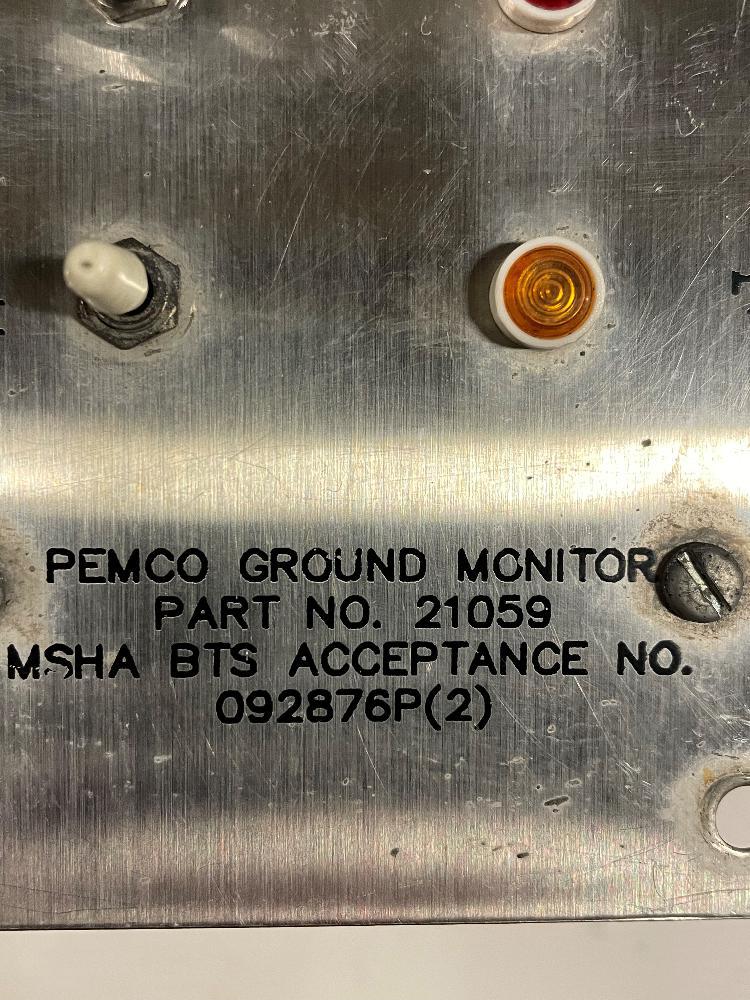 PEMCO GROUND MONITOR
PART NO. 21059
MSHA BTS ACCEPTANCE NO.
092876P(2)